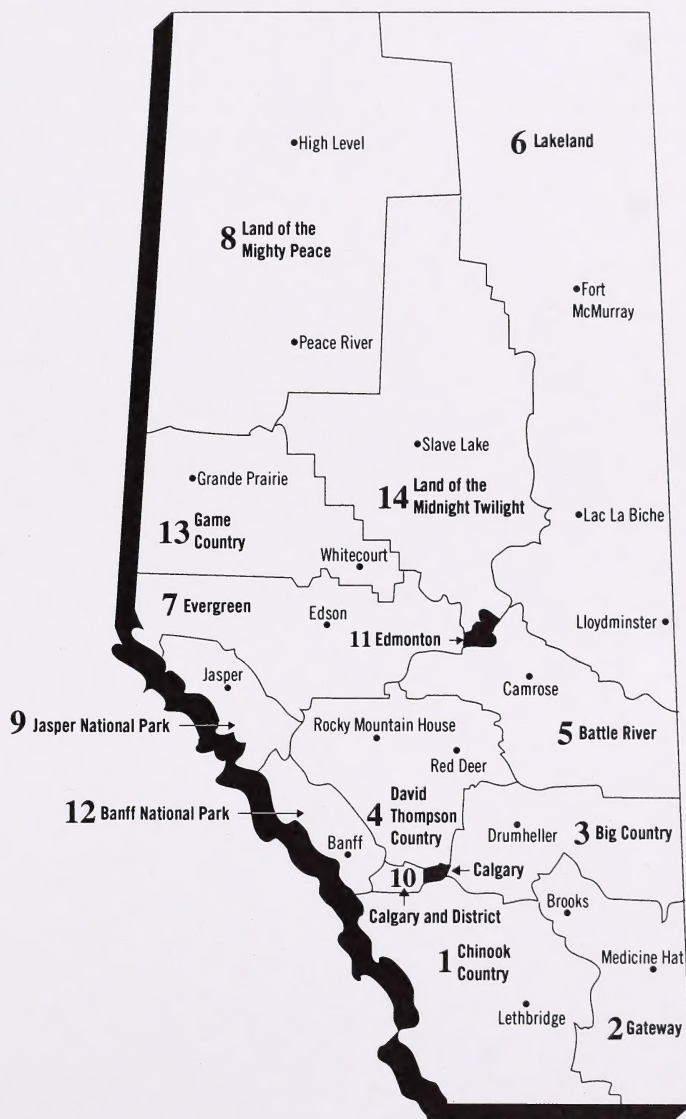 High Level
6 Lakeland
8 Land of the
Mighty Peace
Fort
McMurray
Peace River
Slave Lake
Grande Prairie
14 Land of the
Midnight Twilight
13 Game
Country
Lac La Biche
Whitecourt
7 Evergreen
Edson
11 Edmonton
Lloydminster
Jasper
Camrose
9 Jasper National Park
Rocky Mountain House
5 Battle River
Red Deer
12 Banff National Park
4 David
Thompson
Country
Drumheller
3 Big Country
Banff
10
Calgary
Calgary and District
Brooks
1 Chinook
Country
Medicine Hat
Lethbridge
2 Gateway